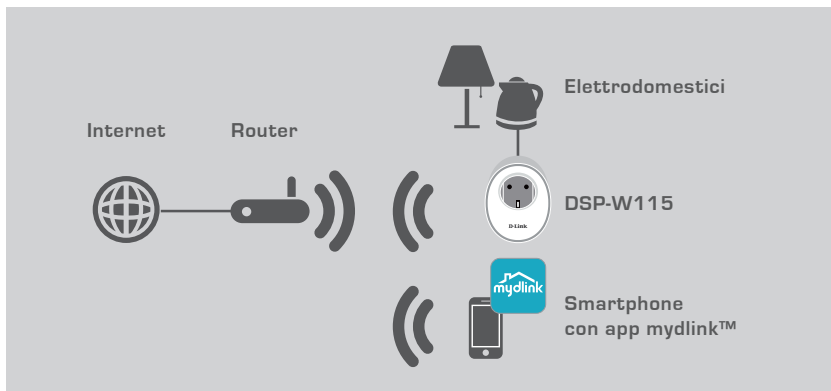 Elettrodomestici
Internet
Router
DSP-W115
D-Link
mydlink
Smartphone
con app mydlink™